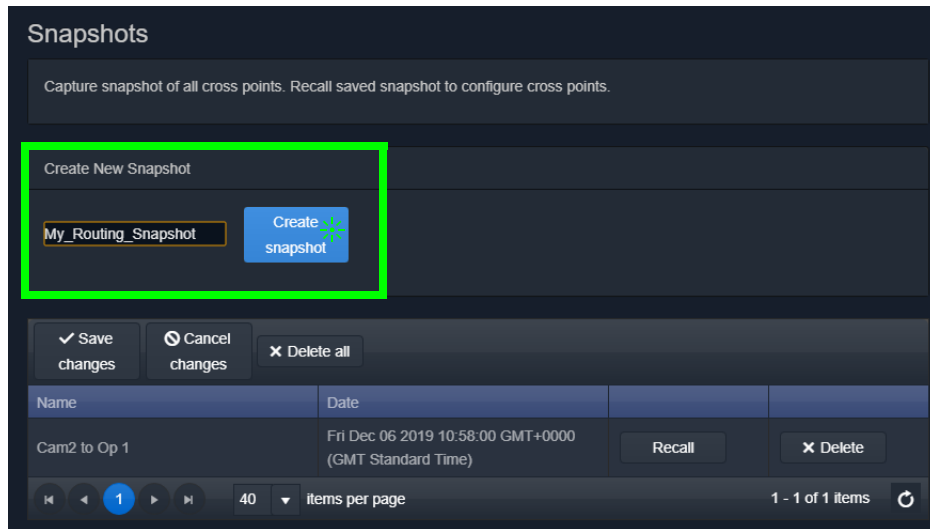 Snapshots
Capture snapshot of all cross points. Recall saved snapshot to configure cross points.
Create New Snapshot
My_Routing_Snapshot
Create
snapshot
Save
changes
Cancel
changes
Delete all
Name Date
Cam2 to Op 1
Fri Dec 06 2019 10:58:00 GMT+0000
(GMT Standard Time)
Recall
Delete
1
40
items per page
1 - 1 of 1 items